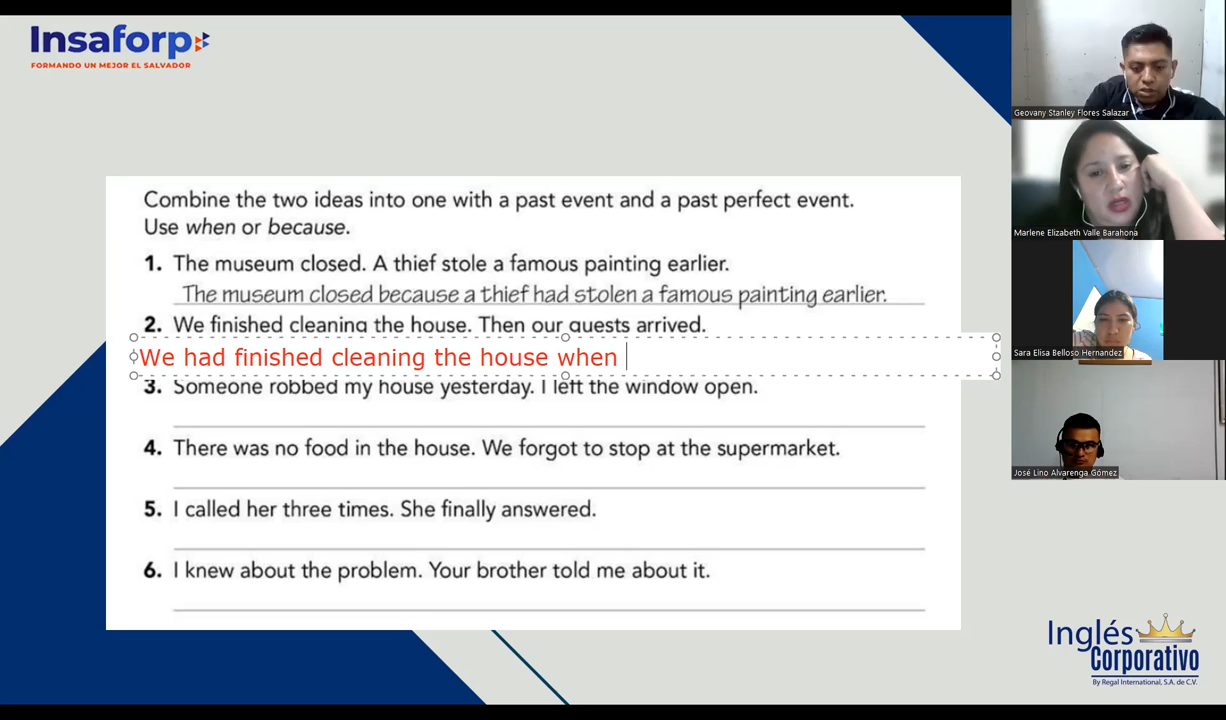 Insaforp
FORMANDO UN MEJOR EL SALVADOR
Combine the two ideas into one with a past event and a past perfect event.
Use when or because.
1. The museum closed. A thief stole a famous painting earlier.
The museum closed because a thief had stolen a famous painting earlier.
2. We finished cleaning the house. Then our guests arrived.
We had finished cleaning the house when
3. Someone robbed my house yesterday. I left the window open.
4. There was no food in the house. We forgot to stop at the supermarket.
5. I called her three times. She finally answered.
6. I knew about the problem. Your brother told me about it.
Geovany Stanley Flores Salazar
Marlene Elizabeth Valle Barahona
Sara Elisa Belloso Hernandez
José Lino Alvarenga Gómez
Inglés
Corporativo
By Regal International, S.A. de C.V.